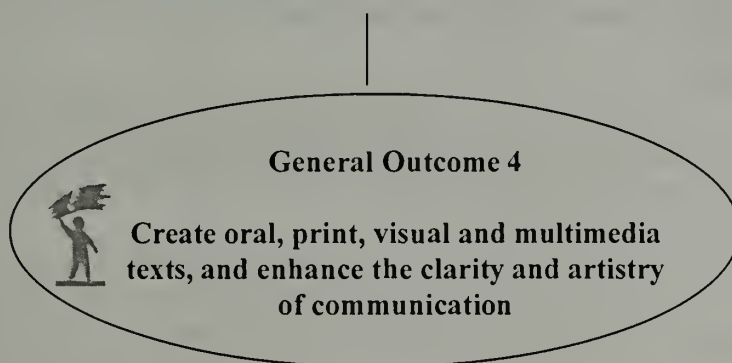 General Outcome 4
Create oral, print, visual and multimedia
texts, and enhance the clarity and artistry
of communication